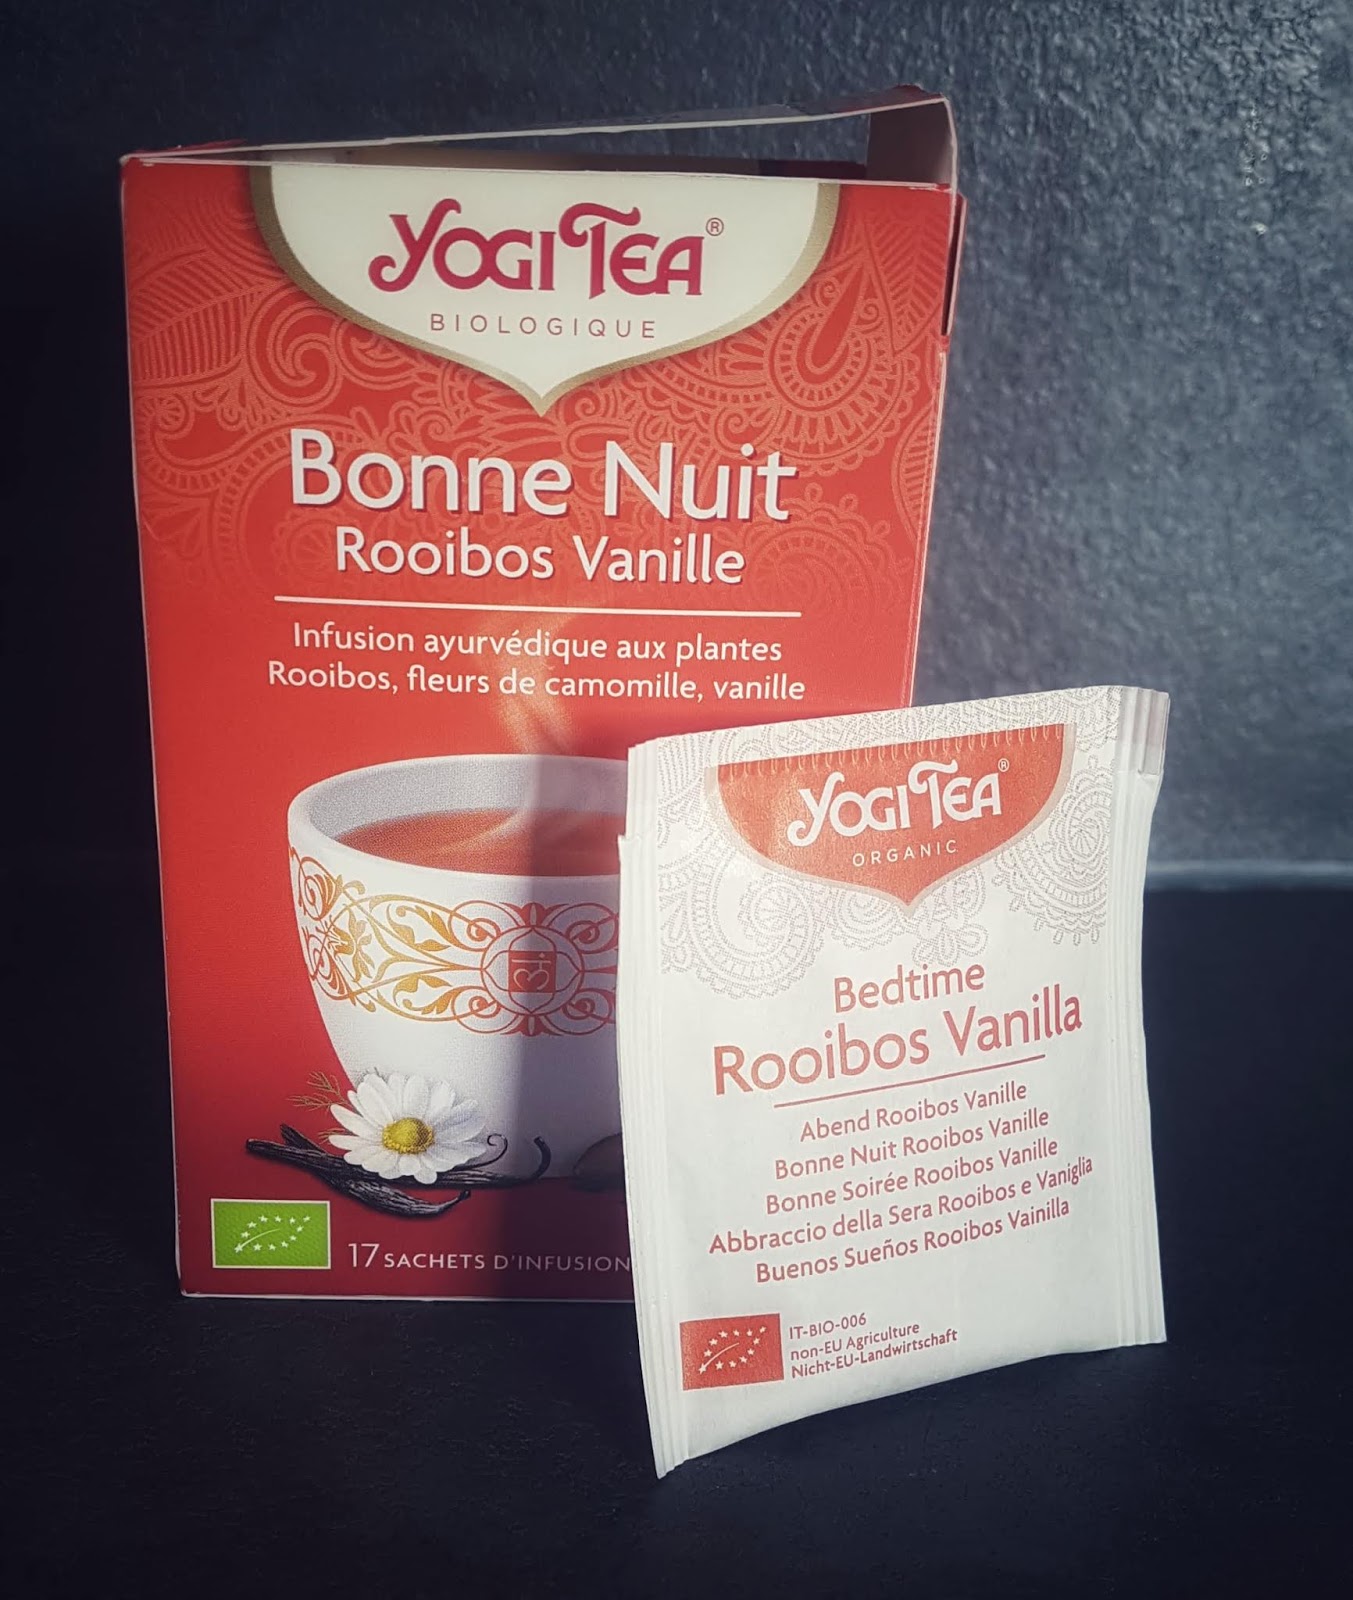 YOGI TEA®
BIOLOGIQUE
Bonne Nuit
Rooibos Vanille
Infusion ayurvédique aux plantes
Rooibos, fleurs de camomille, vanille
17 SACHETS D'INFUSION
YOGI TEA®
ORGANIC
Bedtime
Rooibos Vanilla
Abend Rooibos Vanille
Bonne Nuit Rooibos Vanille
Bonne Soirée Rooibos Vanille
Abbraccio della Sera Rooibos e Vaniglia
Buenos Sueños Rooibos Vainilla
IT-BIO-006
non-EU Agriculture
Nicht-EU-Landwirtschaft